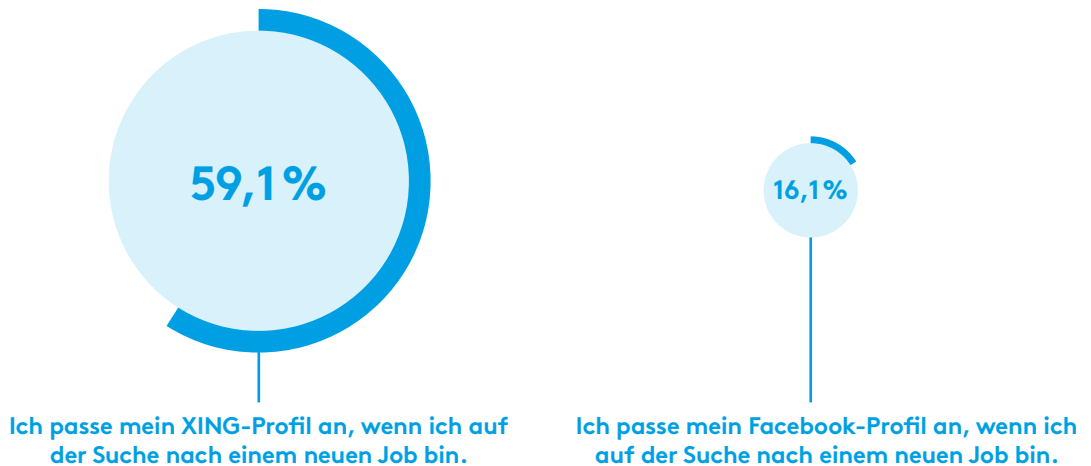 59,1 %
16,1 %
Ich passe mein XING-Profil an, wenn ich auf
der Suche nach einem neuen Job bin.
Ich passe mein Facebook-Profil an, wenn ich
auf der Suche nach einem neuen Job bin.